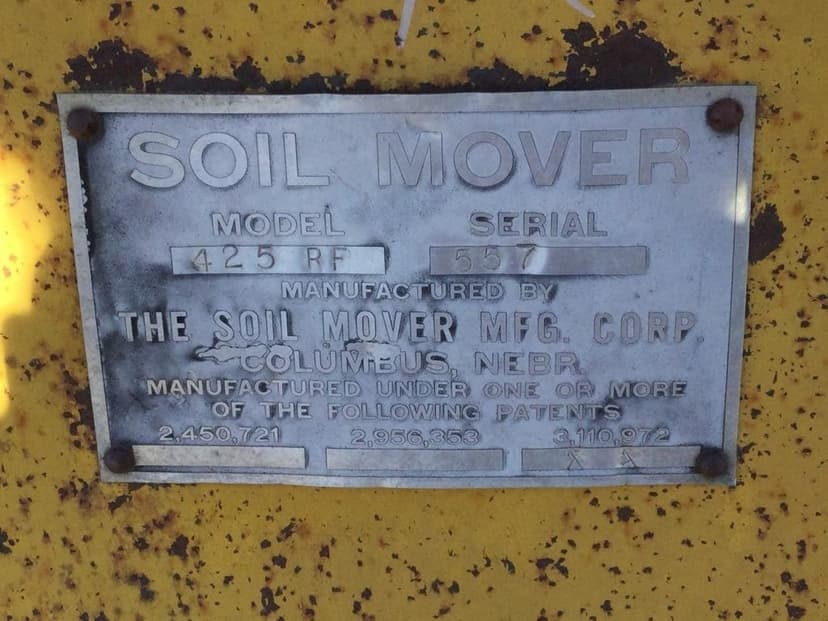 SOIL MOVER
MODEL SERIAL
425 RF 557
MANUFACTURED BY
THE SOIL MOVER MFG. CORP.
COLUMBUS, NEBR.
MANUFACTURED UNDER ONE OR MORE
OF THE FOLLOWING PATENTS
2,450,721 2,956,353 3,110,972
X X